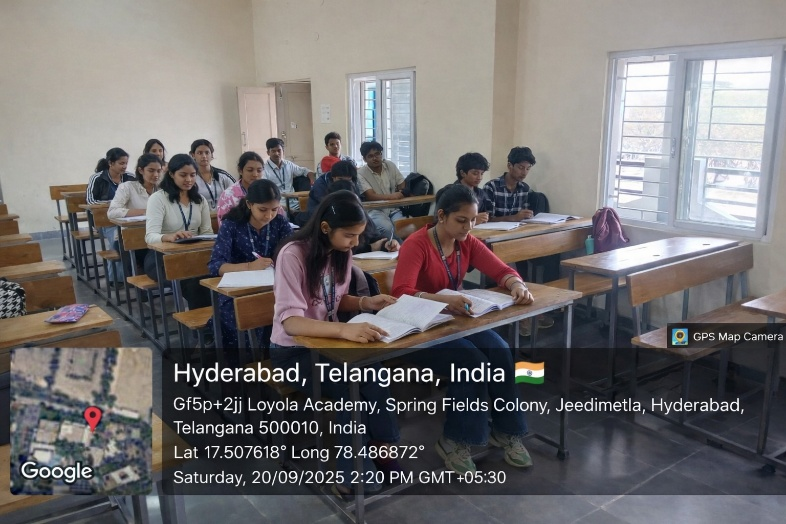 GPS Map Camera
Hyderabad, Telangana, India
Gf5p+2jj Loyola Academy, Spring Fields Colony, Jeedimetla, Hyderabad,
Telangana 500010, India
Lat 17.507618° Long 78.486872°
Saturday, 20/09/2025 2:20 PM GMT+05:30
Google